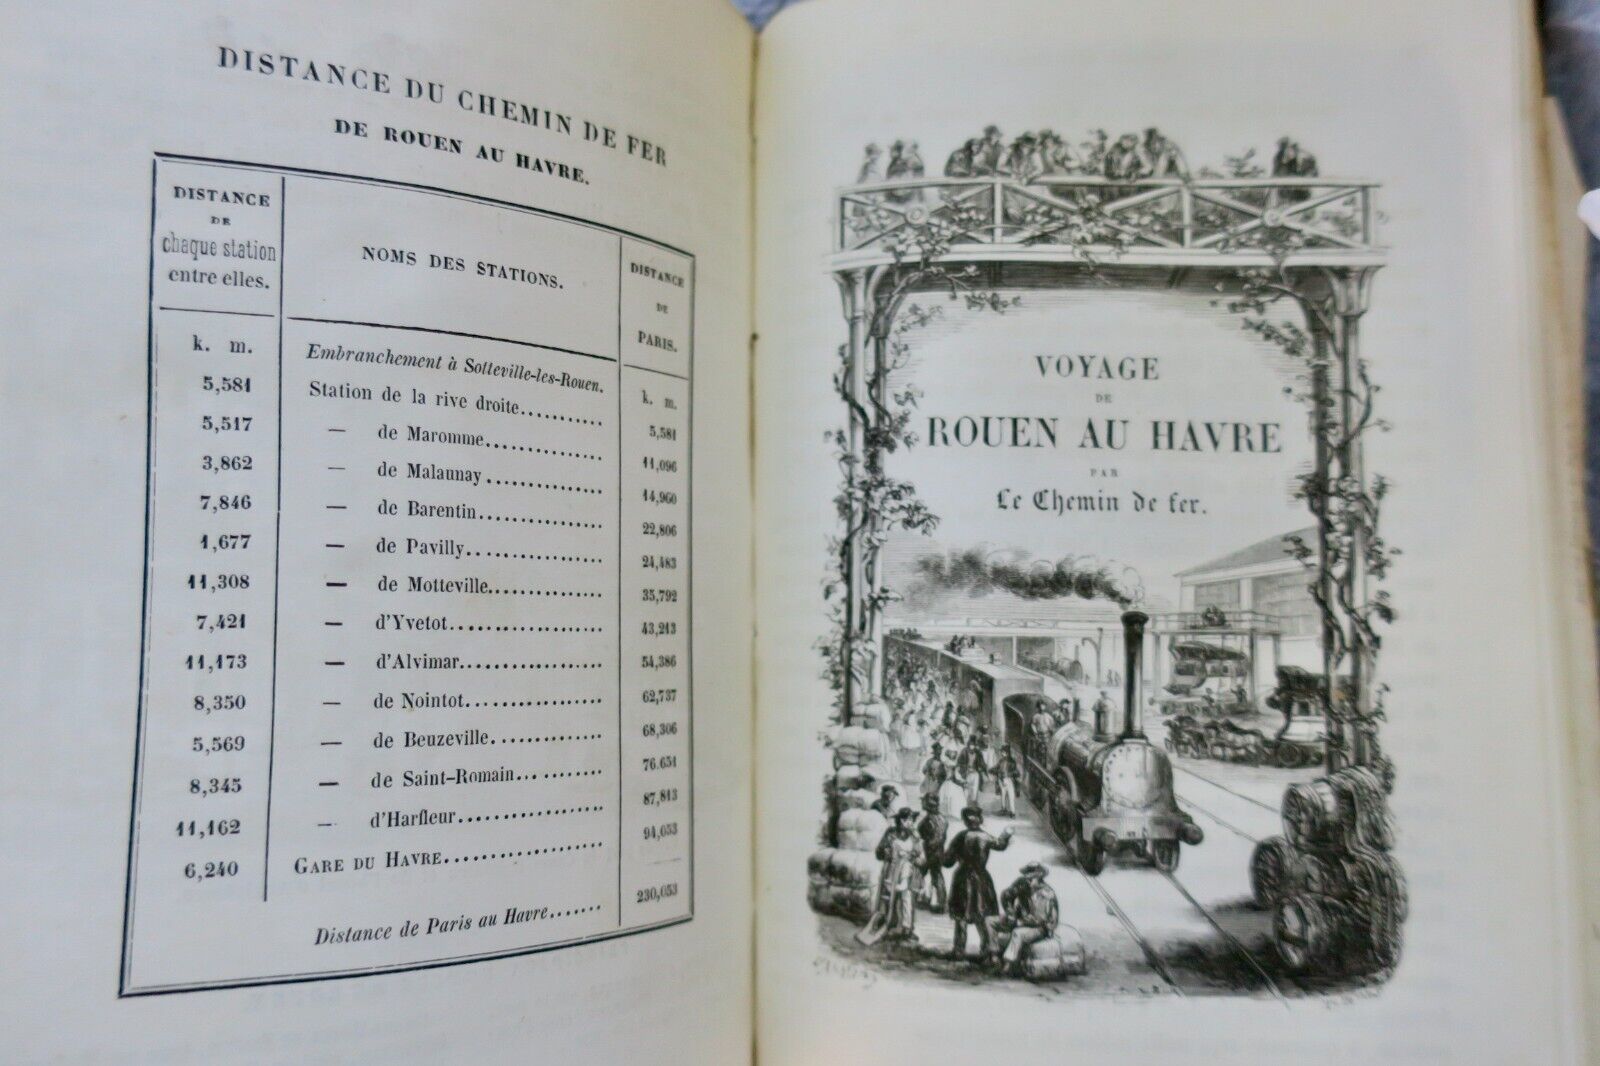 DISTANCE DU CHEMIN DE FER
DE ROUEN AU HAVRE.
DISTANCE
DE
chaque station
entre elles.
NOMS DES STATIONS.
DISTANCE
DE
PARIS.
k. m. Embranchement à Sotteville-les-Rouen. k. m.
5,581 Station de la rive droite........... 5,581
5,517 — de Maromme............... 11,096
3,862 — de Malaunay............... 14,960
7,846 — de Barentin................ 22,806
1,677 — de Pavilly.................. 24,483
11,308 — de Motteville............... 35,792
7,421 — d'Yvetot................... 43,213
11,173 — d'Alvimar.................. 54,386
8,350 — de Nointot................. 62,737
5,569 — de Beuzeville.............. 68,306
8,345 — de Saint-Romain............ 76.651
11,162 — d'Harfleur................. 87,813
6,240 GARE DU HAVRE.................... 94,053
Distance de Paris au Havre....... 230,053
VOYAGE
DE
ROUEN AU HAVRE
PAR
Le Chemin de fer.